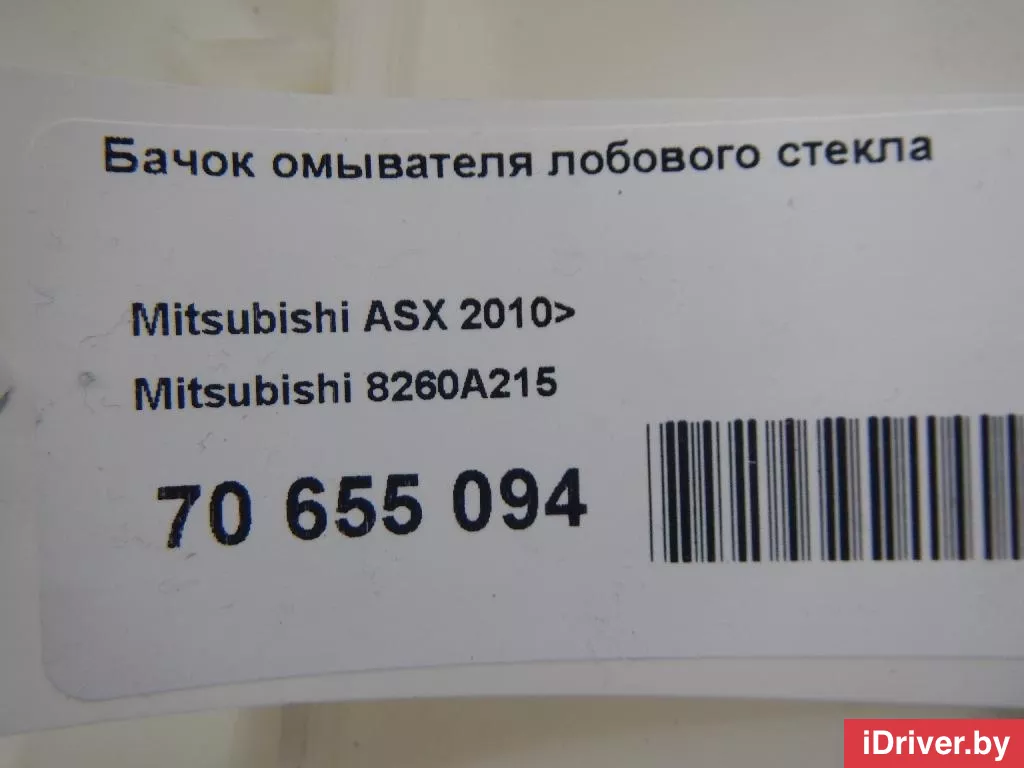 Бачок омывателя лобового стекла
Mitsubishi ASX 2010>
Mitsubishi 8260A215
70 655 094
iDriver.by